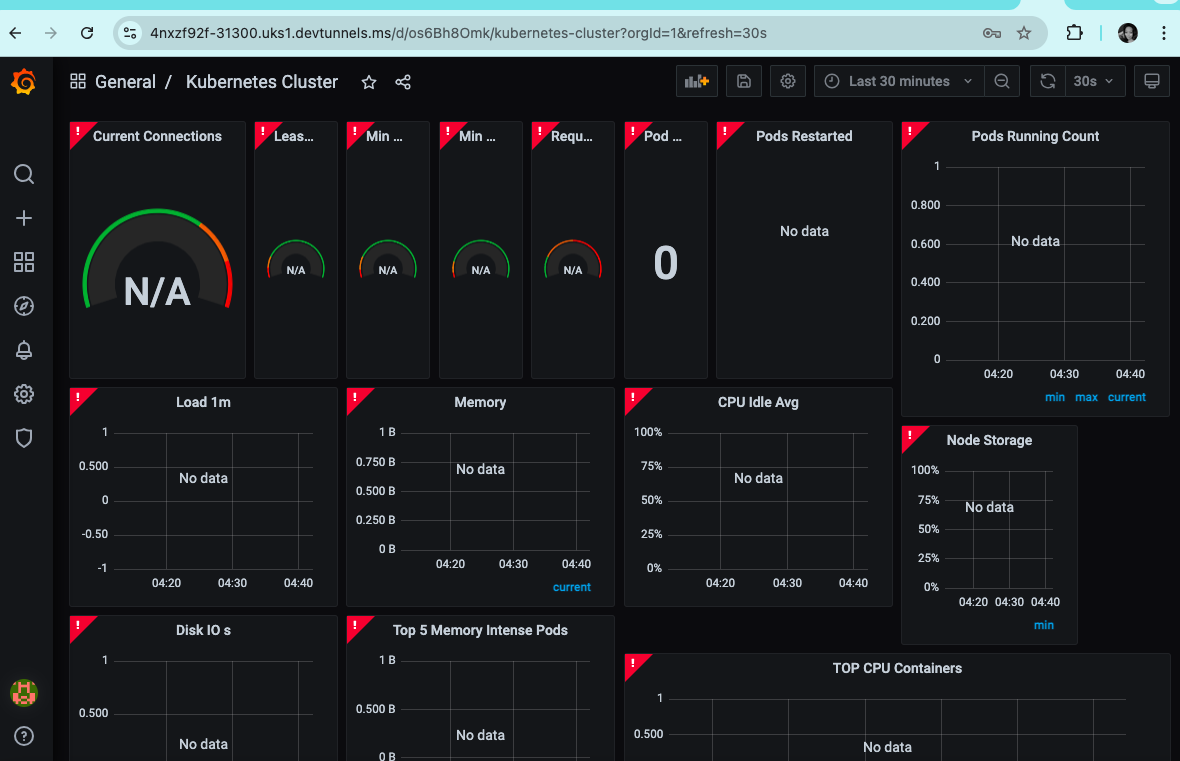 4nxzf92f-31300.uks1.devtunnels.ms/d/os6Bh8Omk/kubernetes-cluster?orgId=1&refresh=30s
General / Kubernetes Cluster
Last 30 minutes
30s
! Current Connections
N/A
! Leas...
N/A
! Min ...
N/A
! Min ...
N/A
! Requ...
N/A
! Pod ...
0
! Pods Restarted
No data
! Pods Running Count
1
0.800
0.600
0.400
0.200
0
No data
04:20 04:30 04:40
min max current
! Load 1m
1
0.500
0
-0.50
-1
No data
04:20 04:30 04:40
! Memory
1 B
0.750 B
0.500 B
0.250 B
0 B
No data
04:20 04:30 04:40
current
! CPU Idle Avg
100%
75%
50%
25%
0%
No data
04:20 04:30 04:40
! Node Storage
100%
75%
50%
25%
0%
No data
04:20 04:30 04:40
min
! Disk IO s
1
0.500
No data
! Top 5 Memory Intense Pods
1 B
0.500 B
0 B
No data
! TOP CPU Containers
1
0.500
No data